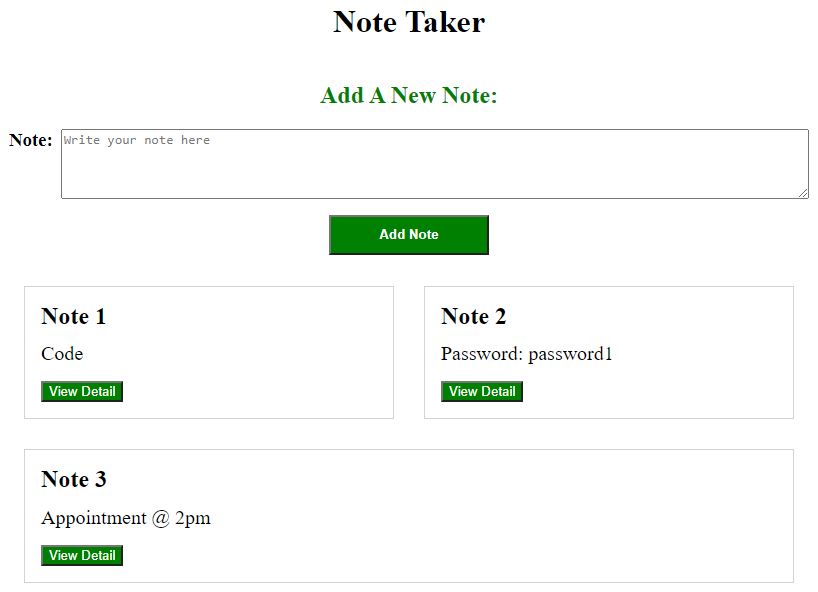 Note Taker
Add A New Note:
Note: Write your note here
Add Note
Note 1
Code
View Detail
Note 2
Password: password1
View Detail
Note 3
Appointment @ 2pm
View Detail